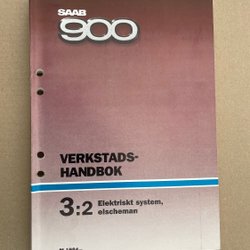 SAAB
900
VERKSTADS-
HANDBOK
3:2 Elektriskt system,
elscheman